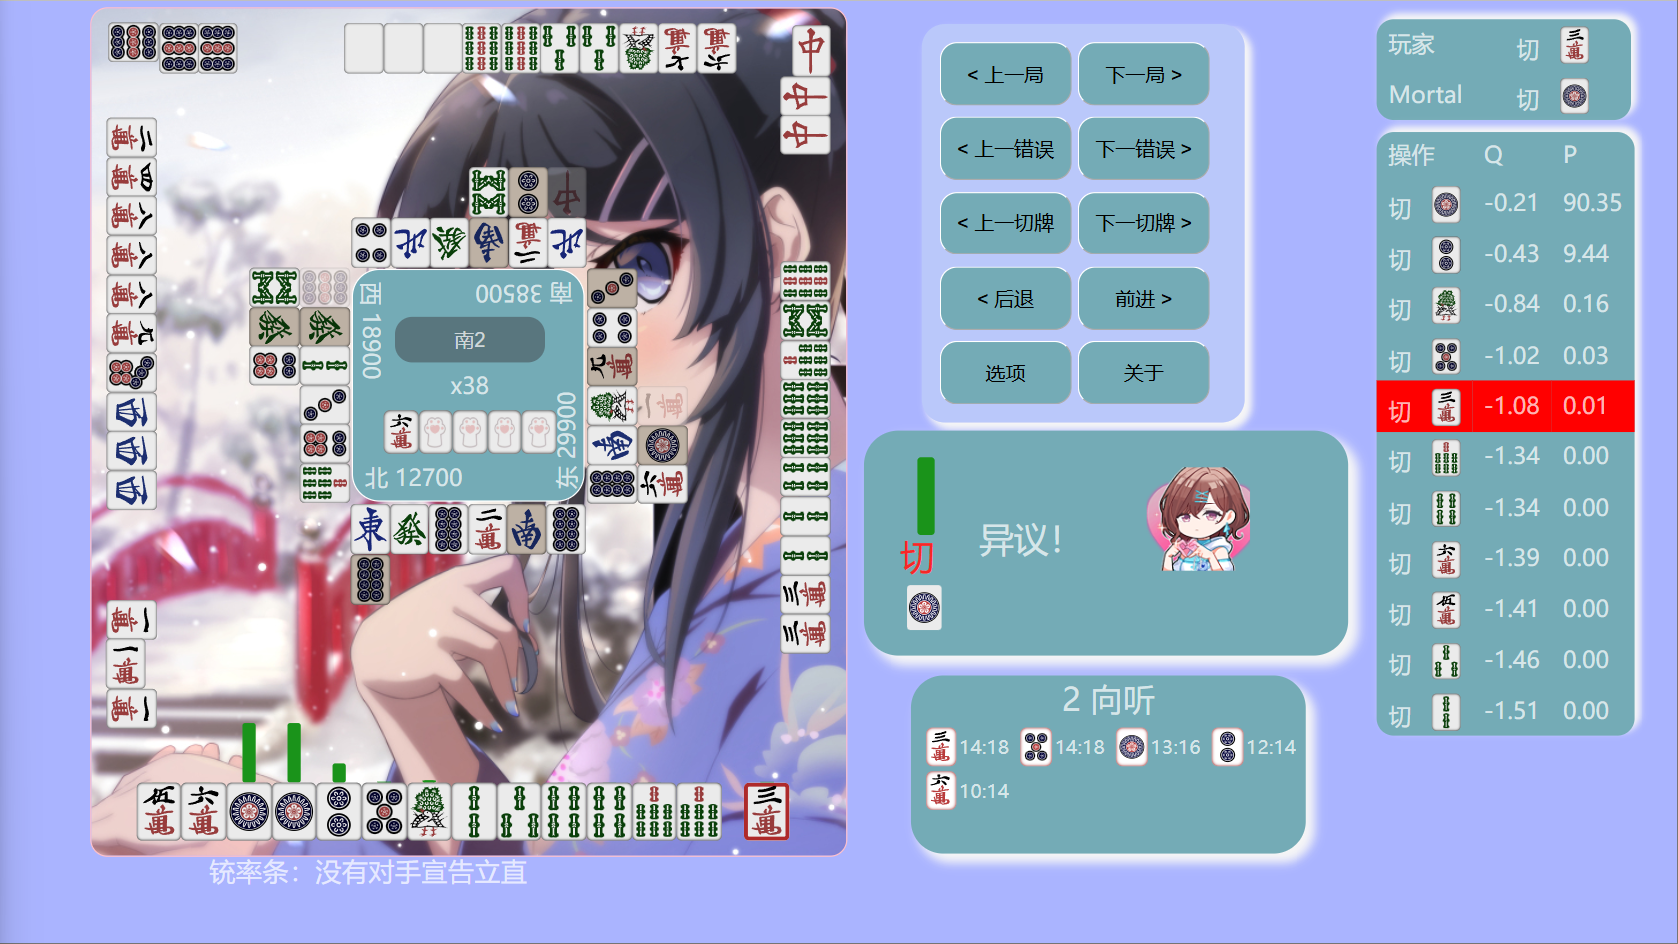 西 18900
南 38500
南2
x38
北 12700
东 29900
铳率条：没有对手宣告立直
< 上一局
下一局 >
< 上一错误
下一错误 >
< 上一切牌
下一切牌 >
< 后退
前进 >
选项
关于
切
异议！
2 向听
14:18
14:18
13:16
12:14
10:14
玩家 切
Mortal 切
操作 Q P
切 -0.21 90.35
切 -0.43 9.44
切 -0.84 0.16
切 -1.02 0.03
切 -1.08 0.01
切 -1.34 0.00
切 -1.34 0.00
切 -1.39 0.00
切 -1.41 0.00
切 -1.46 0.00
切 -1.51 0.00